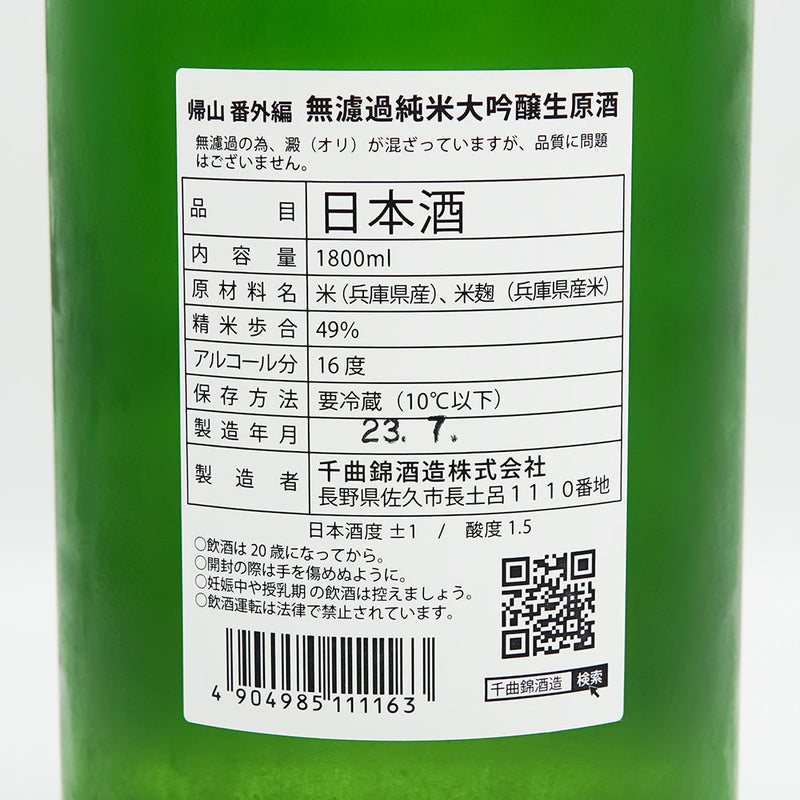 帰山 番外編 無濾過純米大吟醸生原酒
無濾過の為、澱（オリ）が混ざっていますが、品質に問題
はございません。
品目 日本酒
内容量 1800ml
原材料名 米（兵庫県産）、米麹（兵庫県産米）
精米歩合 49%
アルコール分 16度
保存方法 要冷蔵（10℃以下）
製造年月 23. 7.
製造者 千曲錦酒造株式会社
長野県佐久市長土呂1110番地
日本酒度 ±1 / 酸度 1.5
○飲酒は20歳になってから。
○開封の際は手を傷めぬように。
○妊娠中や授乳期の飲酒は控えましょう。
○飲酒運転は法律で禁止されています。
4 904985 111163
千曲錦酒造 検索